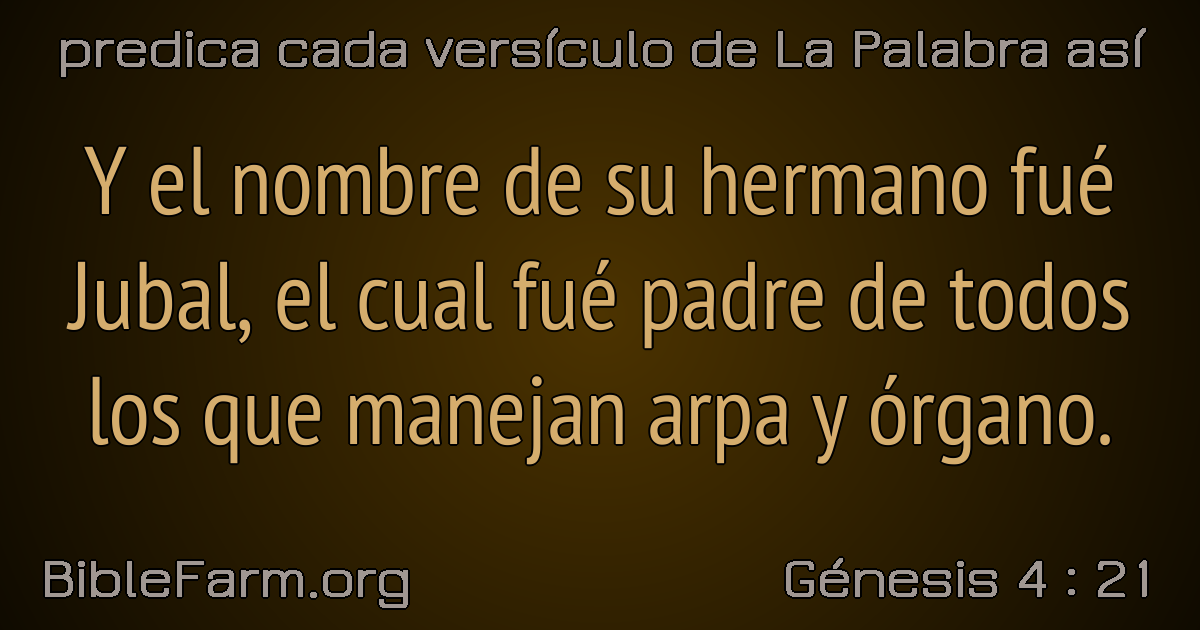 predica cada versículo de La Palabra así
Y el nombre de su hermano fué
Jubal, el cual fué padre de todos
los que manejan arpa y órgano.
BibleFarm.org
Génesis 4 : 21